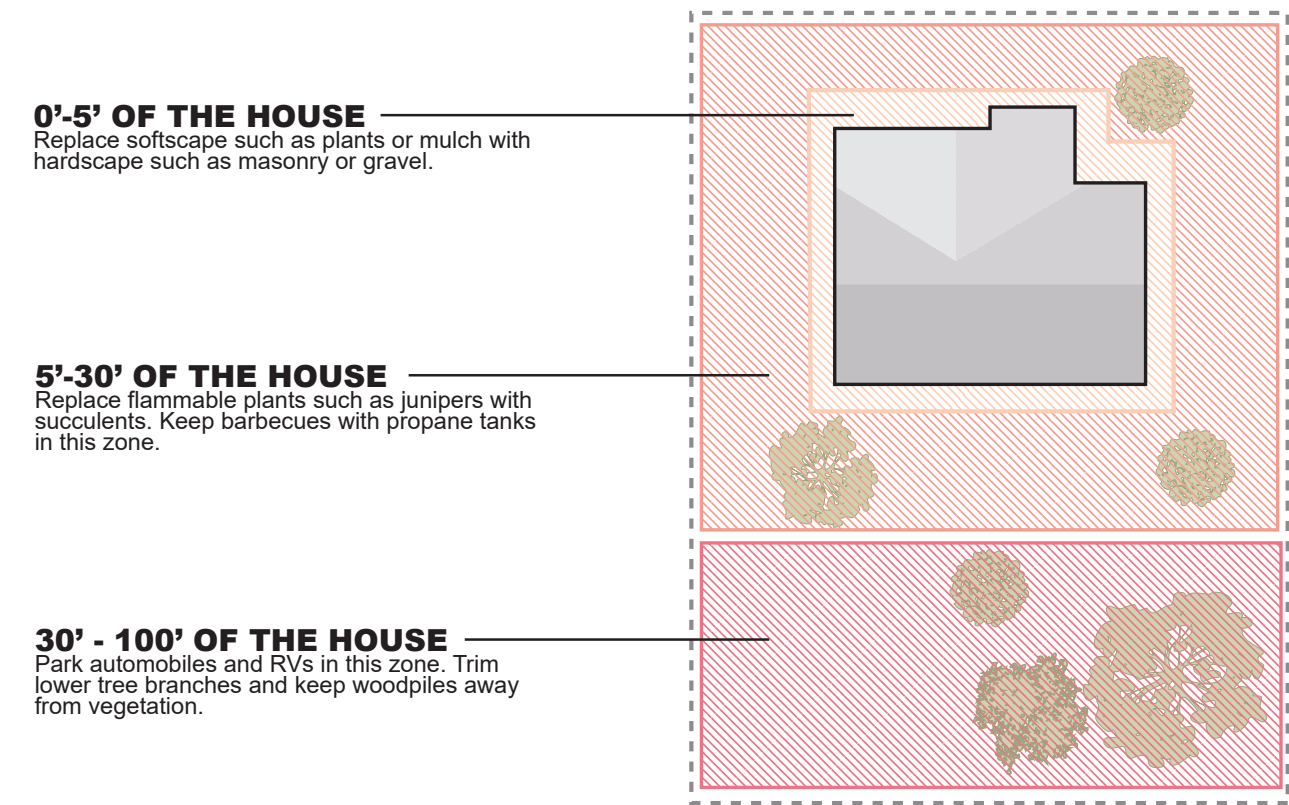 0’-5’ OF THE HOUSE
Replace softscape such as plants or mulch with
hardscape such as masonry or gravel.
5’-30’ OF THE HOUSE
Replace flammable plants such as junipers with
succulents. Keep barbecues with propane tanks
in this zone.
30’ - 100’ OF THE HOUSE
Park automobiles and RVs in this zone. Trim
lower tree branches and keep woodpiles away
from vegetation.